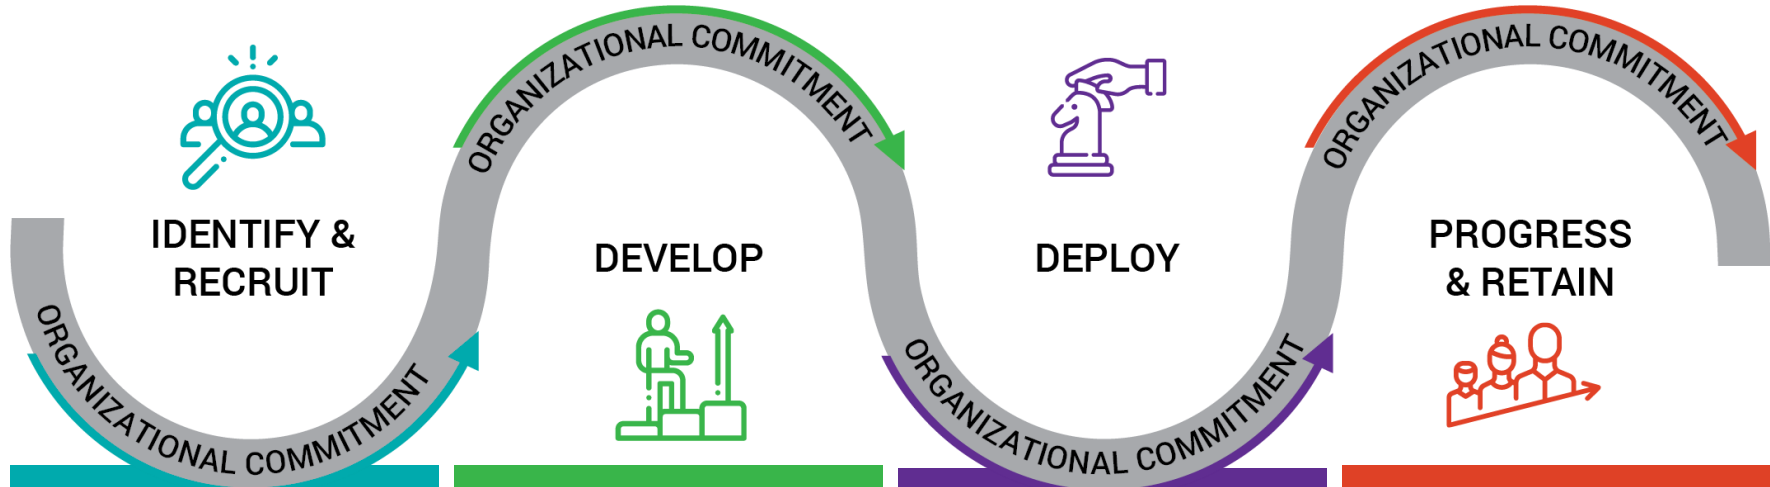 ORGANIZATIONAL COMMITMENT
IDENTIFY &
RECRUIT
ORGANIZATIONAL COMMITMENT
DEVELOP
ORGANIZATIONAL COMMITMENT
DEPLOY
ORGANIZATIONAL COMMITMENT
PROGRESS
& RETAIN